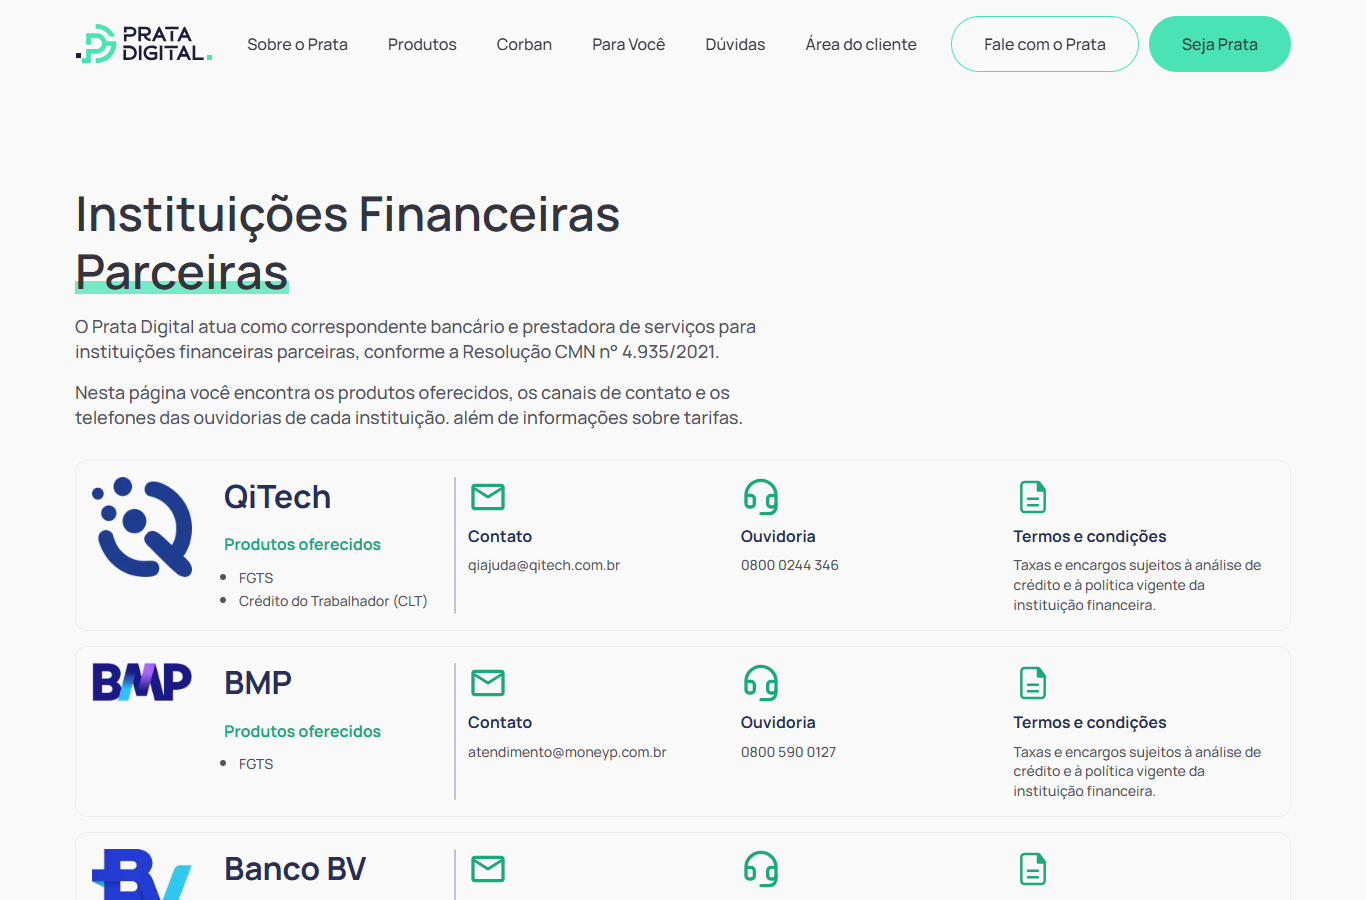 PRATA
DIGITAL
Sobre o Prata
Produtos
Corban
Para Você
Dúvidas
Área do cliente
Fale com o Prata
Seja Prata
Instituições Financeiras
Parceiras
O Prata Digital atua como correspondente bancário e prestadora de serviços para
instituições financeiras parceiras, conforme a Resolução CMN nº 4.935/2021.
Nesta página você encontra os produtos oferecidos, os canais de contato e os
telefones das ouvidorias de cada instituição. além de informações sobre tarifas.
QiTech
Produtos oferecidos
FGTS
Crédito do Trabalhador (CLT)
Contato
qiajuda@qitech.com.br
Ouvidoria
0800 0244 346
Termos e condições
Taxas e encargos sujeitos à análise de
crédito e à política vigente da
instituição financeira.
BMP
BMP
Produtos oferecidos
FGTS
Contato
atendimento@moneyp.com.br
Ouvidoria
0800 590 0127
Termos e condições
Taxas e encargos sujeitos à análise de
crédito e à política vigente da
instituição financeira.
BV
Banco BV